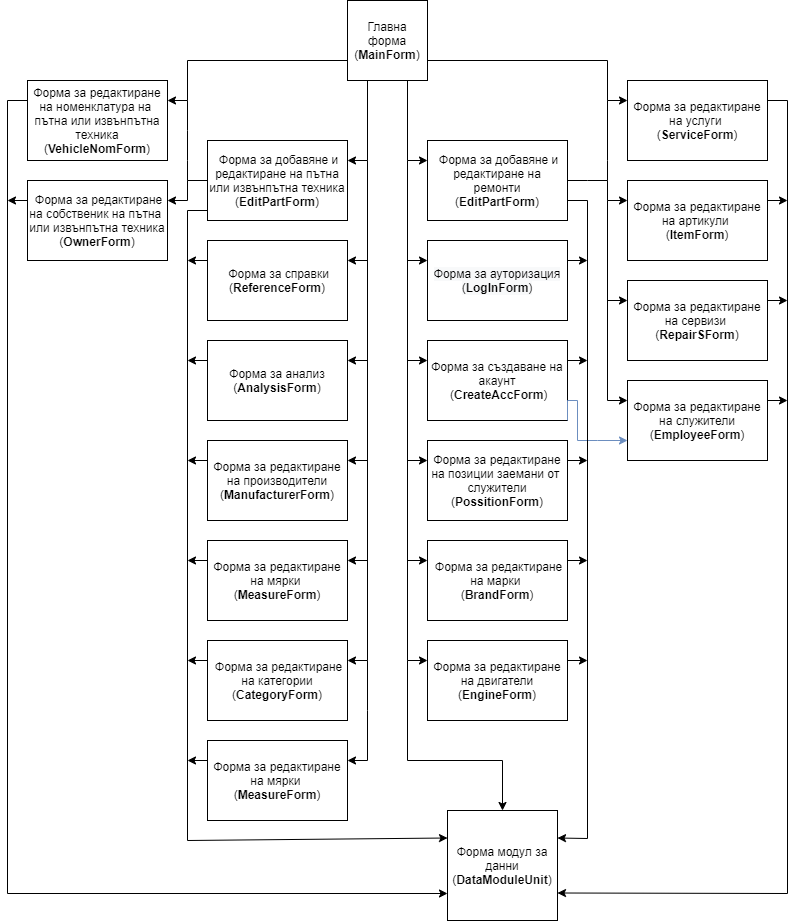 Главна
форма
(MainForm)
Форма за редактиране
на номенклатура на
пътна или извънпътна
техника
(VehicleNomForm)
Форма за редактиране
на собственик на пътна
или извънпътна техника
(OwnerForm)
Форма за добавяне и
редактиране на пътна
или извънпътна техника
(EditPartForm)
Форма за справки
(ReferenceForm)
Форма за анализ
(AnalysisForm)
Форма за редактиране
на производители
(ManufacturerForm)
Форма за редактиране
на мярки
(MeasureForm)
Форма за редактиране
на категории
(CategoryForm)
Форма за редактиране
на мярки
(MeasureForm)
Форма за добавяне и
редактиране на
ремонти
(EditPartForm)
Форма за ауторизация
(LogInForm)
Форма за създаване на
акаунт
(CreateAccForm)
Форма за редактиране
на позиции заемани от
служители
(PossitionForm)
Форма за редактиране
на марки
(BrandForm)
Форма за редактиране
на двигатели
(EngineForm)
Форма за редактиране
на услуги
(ServiceForm)
Форма за редактиране
на артикули
(ItemForm)
Форма за редактиране
на сервизи
(RepairSForm)
Форма за редактиране
на служители
(EmployeeForm)
Форма модул за
данни
(DataModuleUnit)